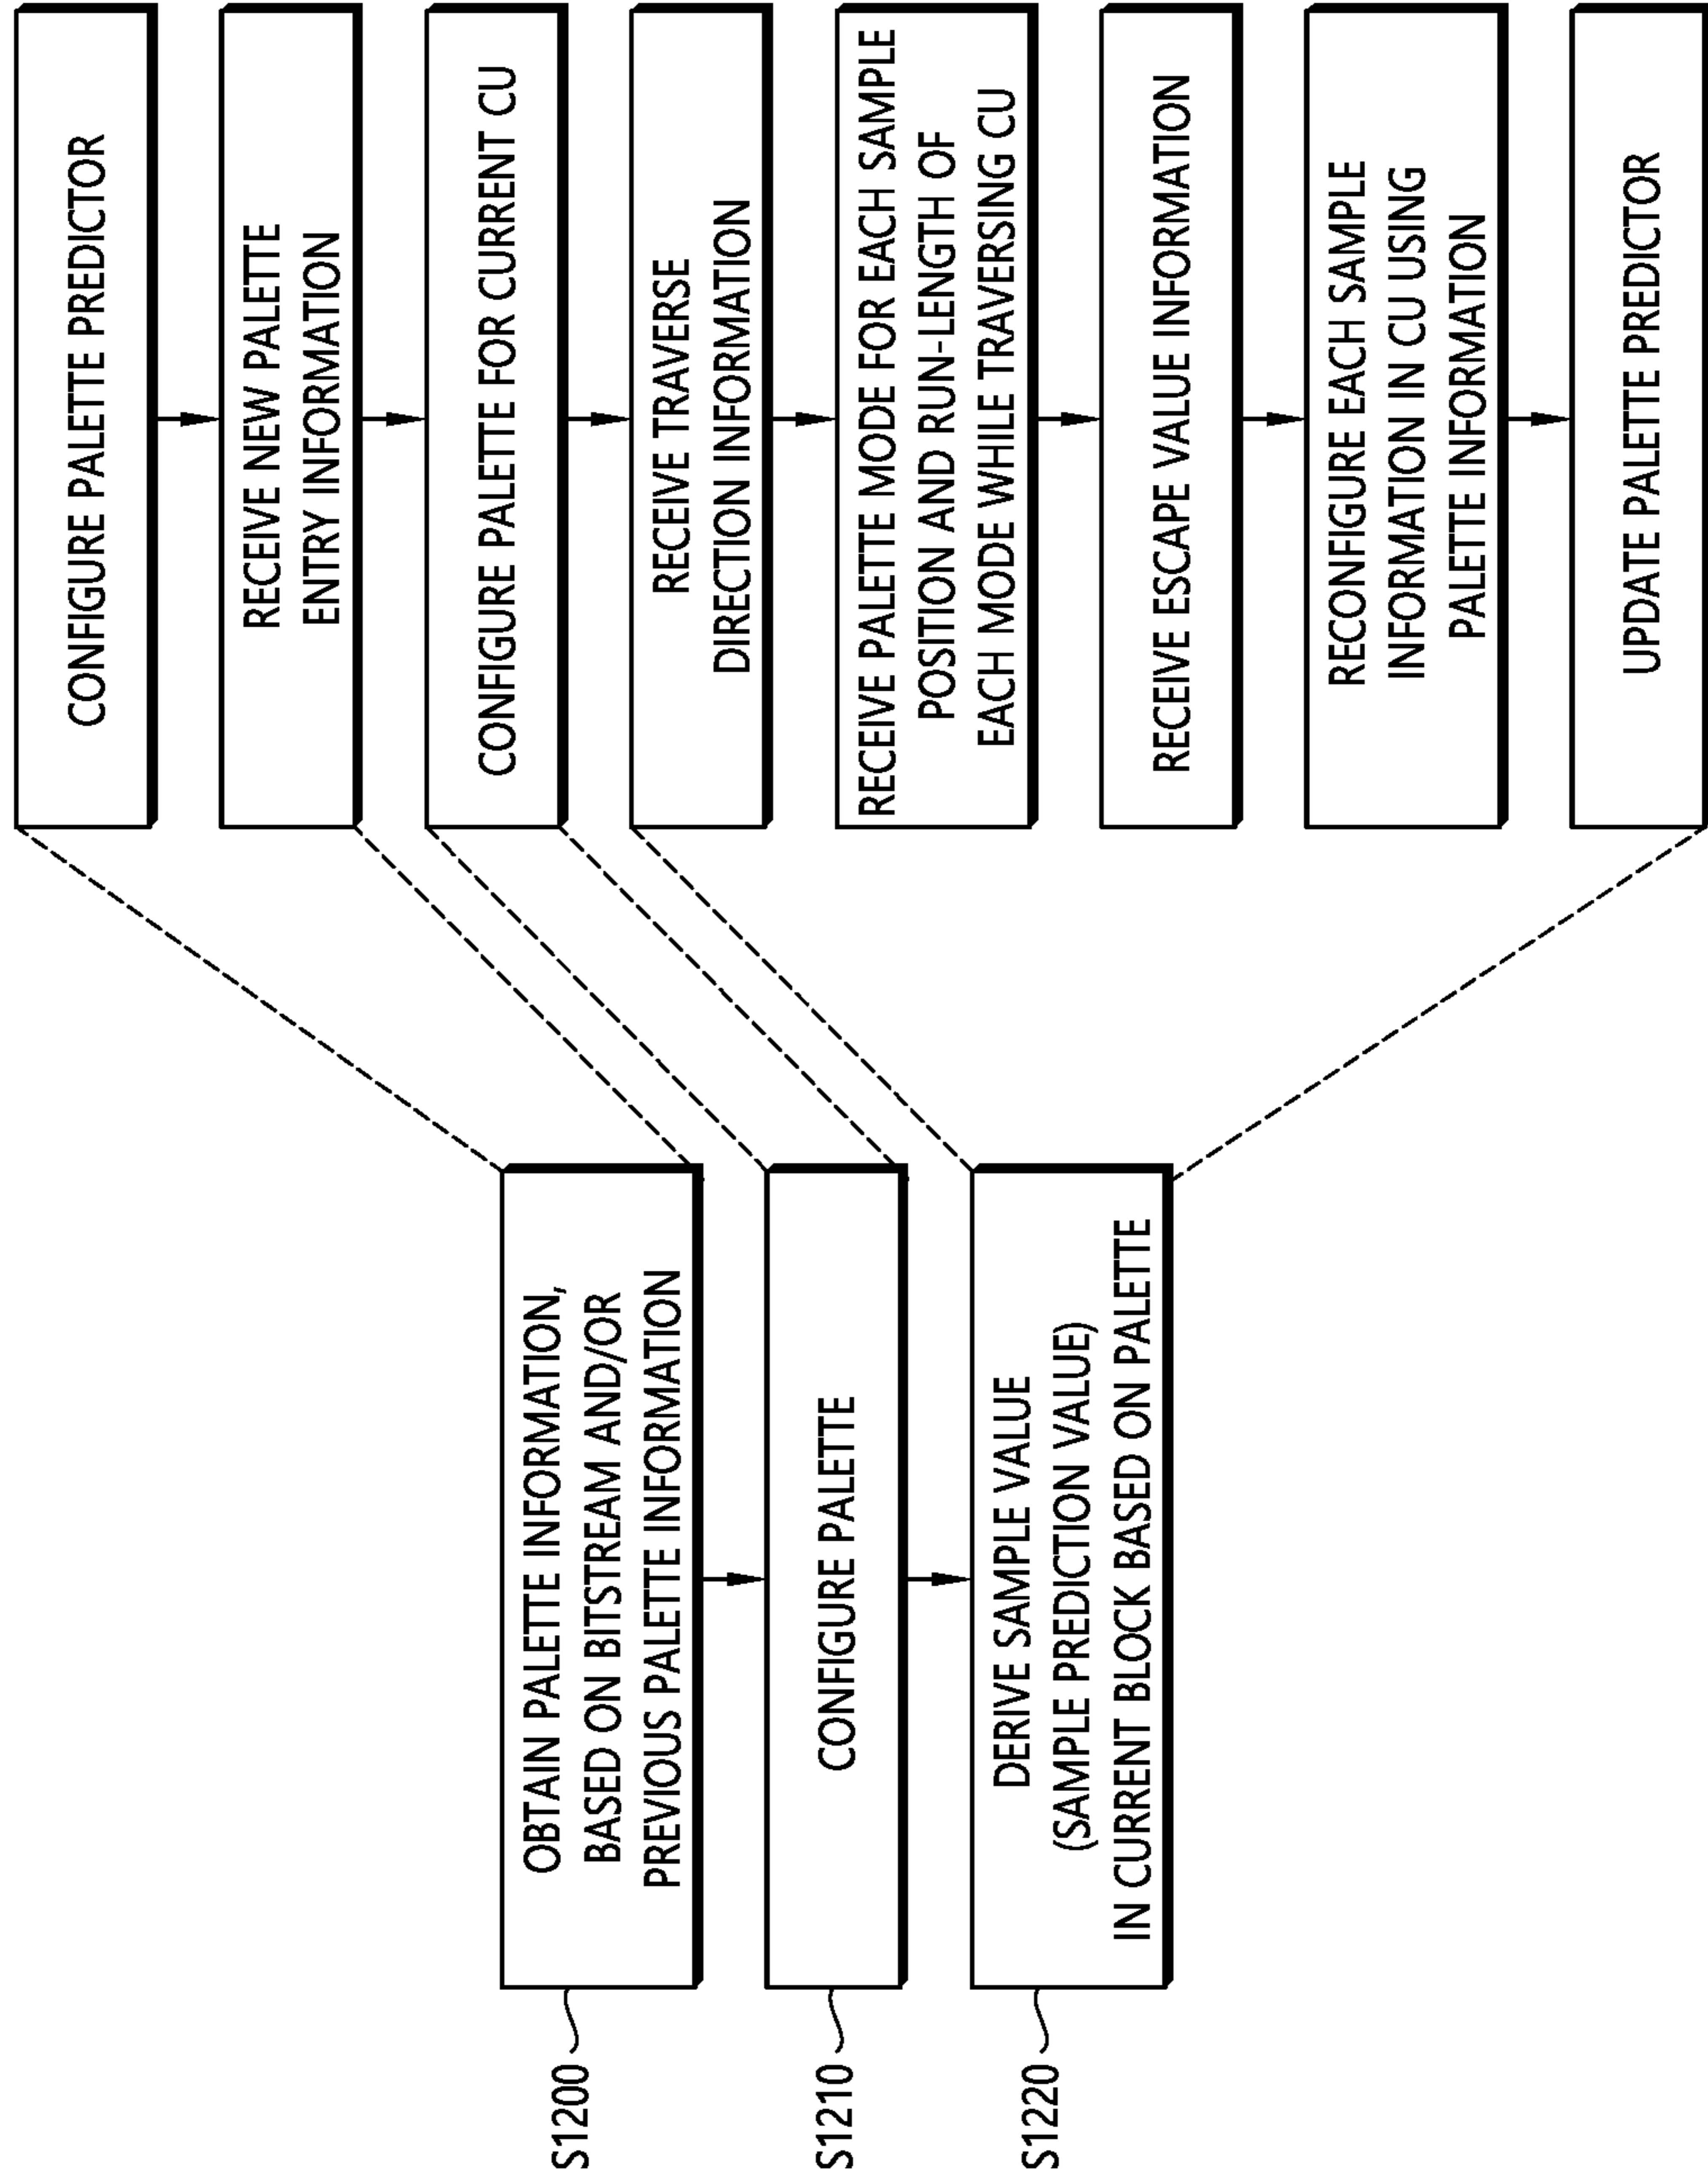 S1200
OBTAIN PALETTE INFORMATION,
BASED ON BITSTREAM AND/OR
PREVIOUS PALETTE INFORMATION
S1210
CONFIGURE PALETTE
S1220
DERIVE SAMPLE VALUE
(SAMPLE PREDICTION VALUE)
IN CURRENT BLOCK BASED ON PALETTE
CONFIGURE PALETTE PREDICTOR
RECEIVE NEW PALETTE
ENTRY INFORMATION
CONFIGURE PALETTE FOR CURRENT CU
RECEIVE TRAVERSE
DIRECTION INFORMATION
RECEIVE PALETTE MODE FOR EACH SAMPLE
POSITION AND RUN-LENGTH OF
EACH MODE WHILE TRAVERSING CU
RECEIVE ESCAPE VALUE INFORMATION
RECONFIGURE EACH SAMPLE
INFORMATION IN CU USING
PALETTE INFORMATION
UPDATE PALETTE PREDICTOR